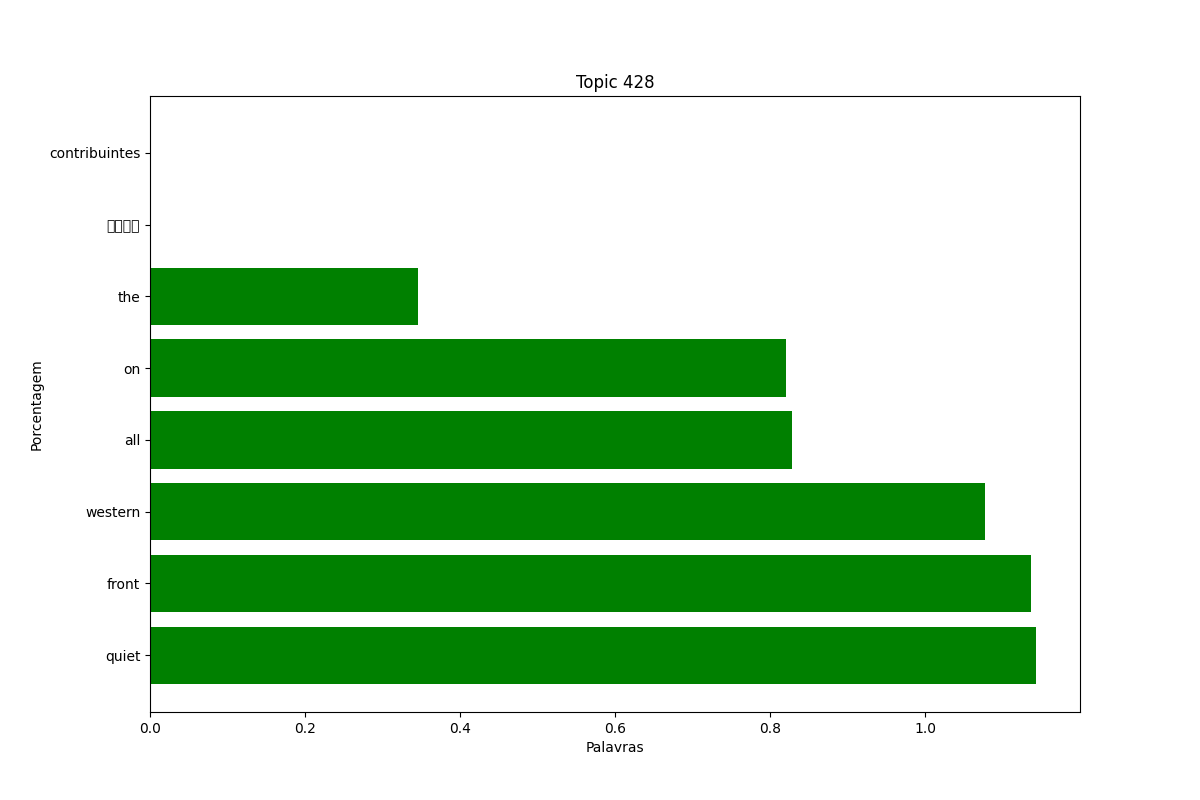 Topic 428
contribuintes
the
on
all
western
front
quiet
Porcentagem
0.0 0.2 0.4 0.6 0.8 1.0
Palavras